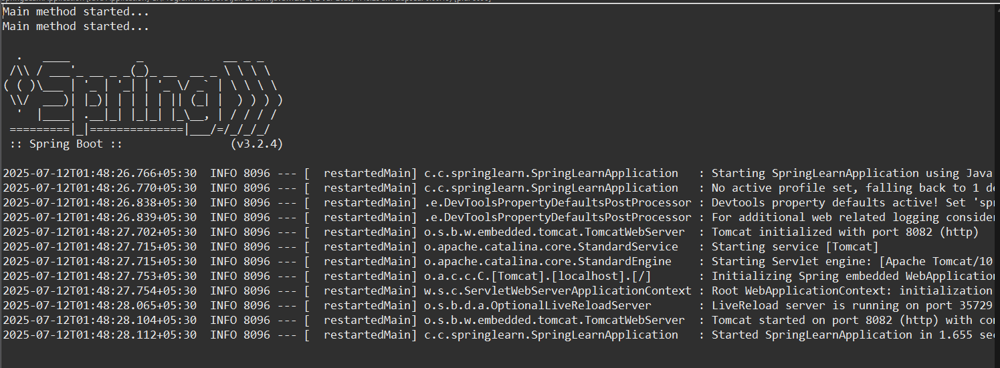 Main method started...
Main method started...

  .   ____          _            __ _ _
 /\\ / ___'_ __ _ _(_)_ __  __ _ \ \ \ \
( ( )\___ | '_ | '_| | '_ \/ _` | \ \ \ \
 \\/  ___)| |_)| | | | | || (_| |  ) ) ) )
  '  |____| .__|_| |_|_| |_\__, | / / / /
 =========|_|==============|___/=/_/_/_/
 :: Spring Boot ::                (v3.2.4)

2025-07-12T01:48:26.766+05:30  INFO 8096 --- [  restartedMain] c.c.springlearn.SpringLearnApplication   : Starting SpringLearnApplication using Java
2025-07-12T01:48:26.770+05:30  INFO 8096 --- [  restartedMain] c.c.springlearn.SpringLearnApplication   : No active profile set, falling back to 1 de
2025-07-12T01:48:26.838+05:30  INFO 8096 --- [  restartedMain] .e.DevToolsPropertyDefaultsPostProcessor : Devtools property defaults active! Set 'spr
2025-07-12T01:48:26.839+05:30  INFO 8096 --- [  restartedMain] .e.DevToolsPropertyDefaultsPostProcessor : For additional web related logging consider
2025-07-12T01:48:27.702+05:30  INFO 8096 --- [  restartedMain] o.s.b.w.embedded.tomcat.TomcatWebServer  : Tomcat initialized with port 8082 (http)
2025-07-12T01:48:27.715+05:30  INFO 8096 --- [  restartedMain] o.apache.catalina.core.StandardService   : Starting service [Tomcat]
2025-07-12T01:48:27.715+05:30  INFO 8096 --- [  restartedMain] o.apache.catalina.core.StandardEngine    : Starting Servlet engine: [Apache Tomcat/10
2025-07-12T01:48:27.753+05:30  INFO 8096 --- [  restartedMain] o.a.c.c.C.[Tomcat].[localhost].[/]       : Initializing Spring embedded WebApplication
2025-07-12T01:48:27.754+05:30  INFO 8096 --- [  restartedMain] w.s.c.ServletWebServerApplicationContext : Root WebApplicationContext: initialization
2025-07-12T01:48:28.065+05:30  INFO 8096 --- [  restartedMain] o.s.b.d.a.OptionalLiveReloadServer       : LiveReload server is running on port 35729
2025-07-12T01:48:28.104+05:30  INFO 8096 --- [  restartedMain] o.s.b.w.embedded.tomcat.TomcatWebServer  : Tomcat started on port 8082 (http) with con
2025-07-12T01:48:28.112+05:30  INFO 8096 --- [  restartedMain] c.c.springlearn.SpringLearnApplication   : Started SpringLearnApplication in 1.655 sec